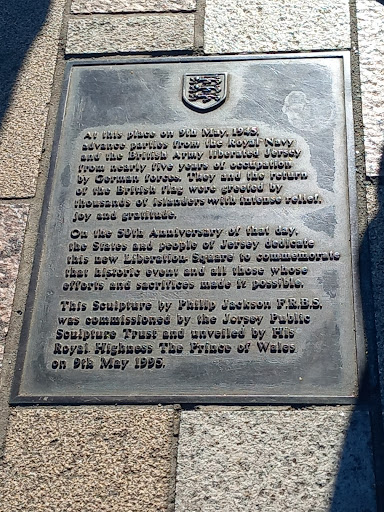 At this place on 9th May, 1945,
advance parties from the Royal Navy
and the British Army liberated Jersey
from nearly five years of occupation
by German forces. They and the return
of the British flag were greeted by
thousands of islanders with intense relief,
joy and gratitude.
On the 50th Anniversary of that day,
the States and people of Jersey dedicate
this new Liberation Square to commemorate
that historic event and all those whose
efforts and sacrifices made it possible.
This Sculpture by Philip Jackson F.R.B.S.
was commissioned by the Jersey Public
Sculpture Trust and unveiled by His
Royal Highness The Prince of Wales
on 9th May 1995.